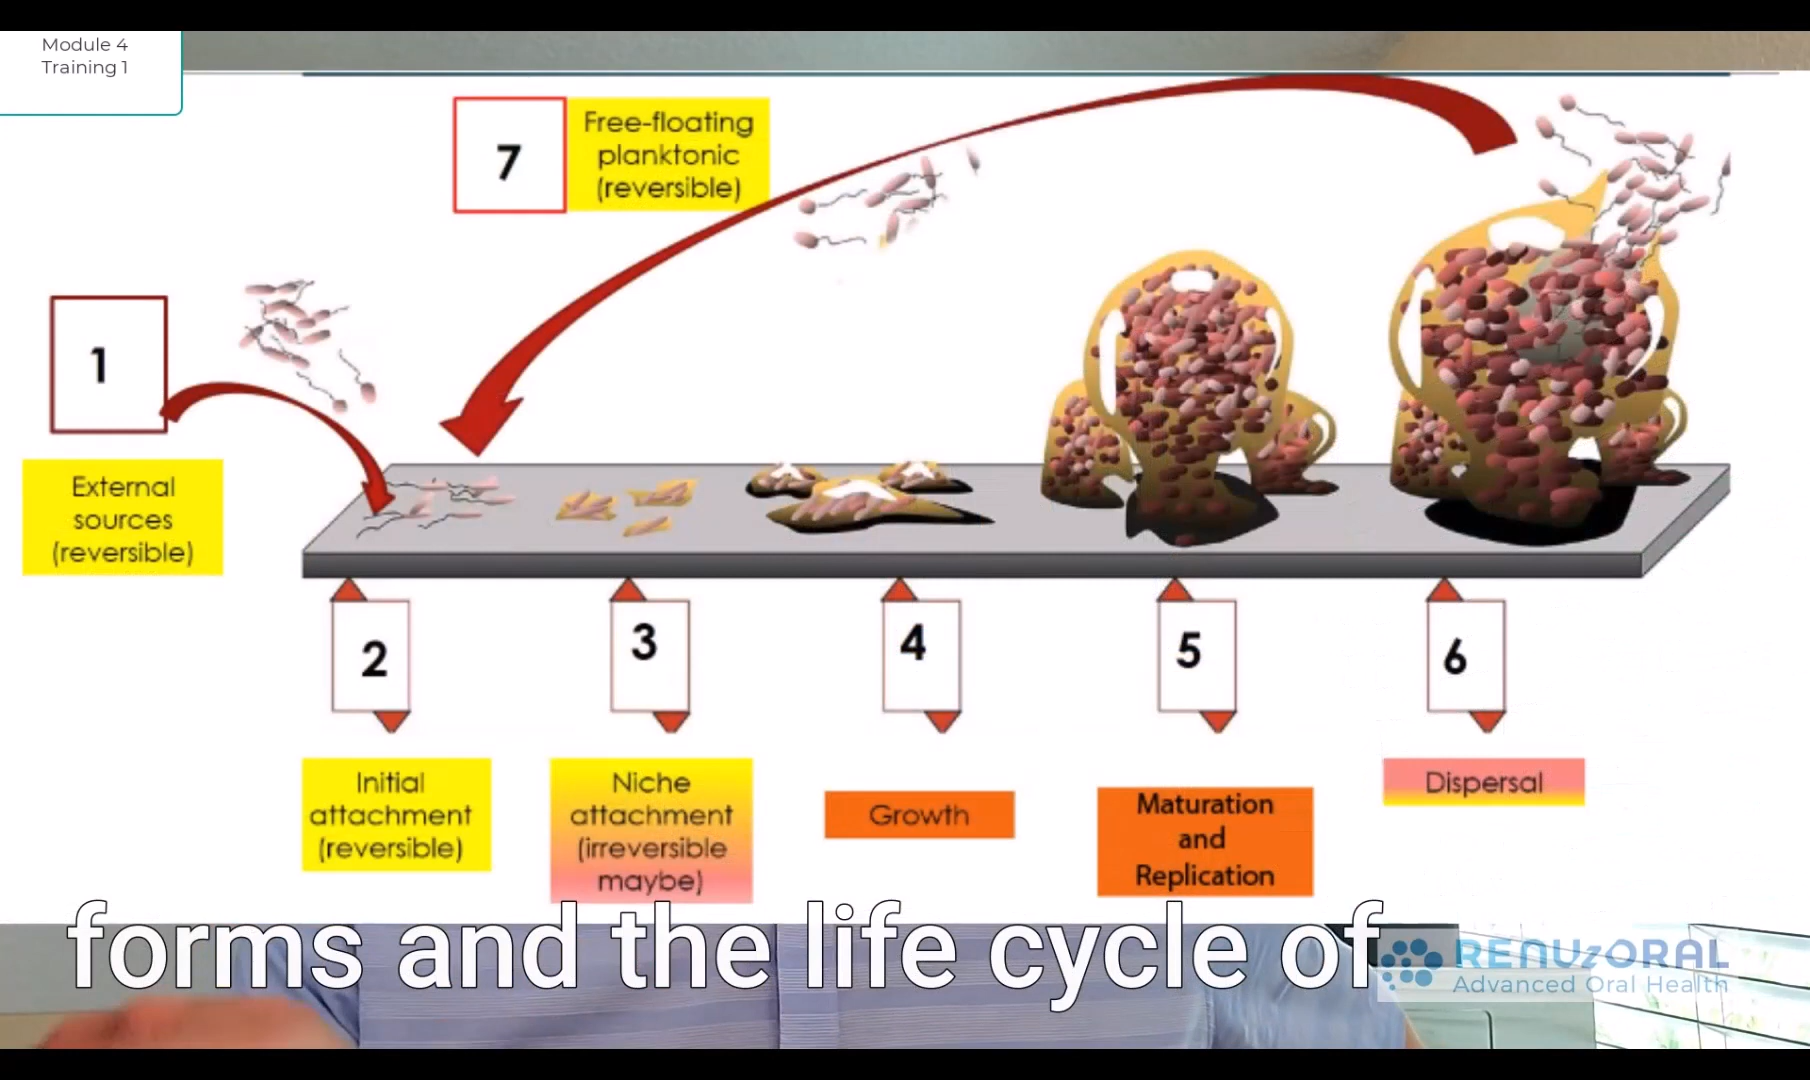 Module 4
Training 1
7
Free-floating
planktonic
(reversible)
1
External
sources
(reversible)
2
3
4
5
6
Initial
attachment
(reversible)
Niche
attachment
(irreversible
maybe)
Growth
Maturation
and
Replication
Dispersal
forms and the life cycle of
RENUzORAL
Advanced Oral Health